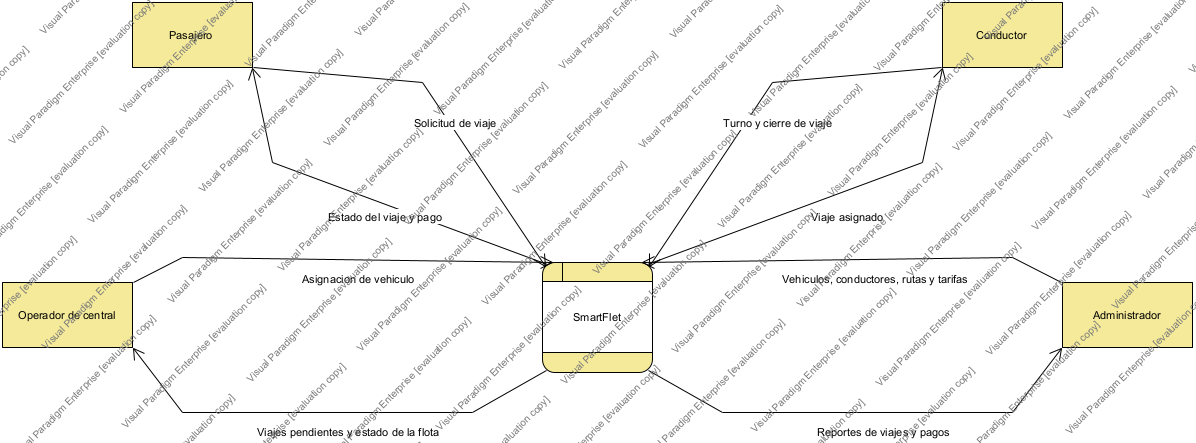 Pasajero
Conductor
Solicitud de viaje
Turno y cierre de viaje
Estado del viaje y pago
Viaje asignado
Asignacion de vehiculo
Vehiculos, conductores, rutas y tarifas
Operador de central
SmartFlet
Administrador
Viajes pendientes y estado de la flota
Reportes de viajes y pagos
Visual Paradigm Enterprise [evaluation copy]